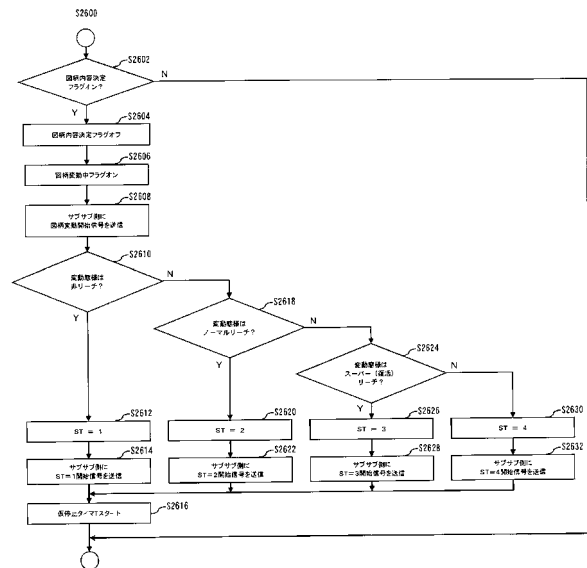 S2600
S2602
図柄内容決定
フラグオン？
N
Y
S2604
図柄内容決定フラグオフ
S2606
図柄変動中フラグオン
S2608
サブサブ側に
図柄変動開始信号を送信
S2610
変動態様は
非リーチ？
N
Y
S2618
変動態様は
ノーマルリーチ？
N
Y
S2624
変動態様は
スーパー（復活）
リーチ？
N
Y
S2612
ST = 1
S2620
ST = 2
S2626
ST = 3
S2630
ST = 4
S2614
サブサブ側に
ST=1開始信号を送信
S2622
サブサブ側に
ST=2開始信号を送信
S2628
サブサブ側に
ST=3開始信号を送信
S2632
サブサブ側に
ST=4開始信号を送信
S2616
仮停止タイマTスタート